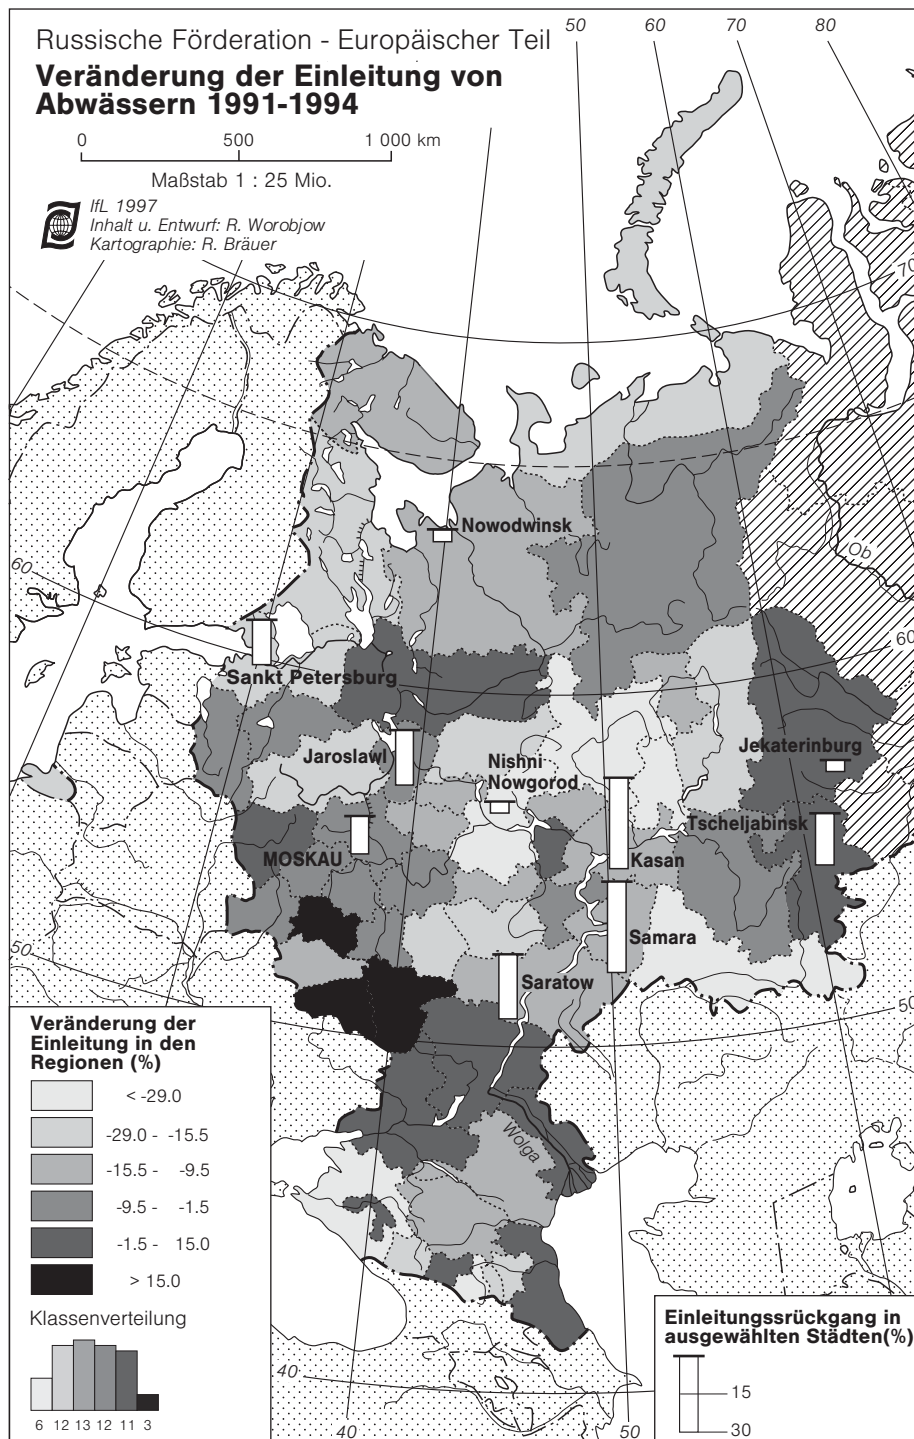 Russische Förderation - Europäischer Teil
Veränderung der Einleitung von
Abwässern 1991-1994
0 500 1 000 km
Maßstab 1 : 25 Mio.
IfL 1997
Inhalt u. Entwurf: R. Worobjow
Kartographie: R. Bräuer
50 60 70 80
70
Nowodwinsk
Ob
60
60
Sankt Petersburg
Jaroslawl
Nishni
Nowgorod
Jekaterinburg
MOSKAU
Kasan
Tscheljabinsk
Samara
50
Saratow
50
Wolga
Veränderung der
Einleitung in den
Regionen (%)
< -29.0
-29.0 - -15.5
-15.5 - -9.5
-9.5 - -1.5
-1.5 - 15.0
> 15.0
Klassenverteilung
6 12 13 12 11 3
40
40
50
Einleitungssrückgang in
ausgewählten Städten(%)
15
30